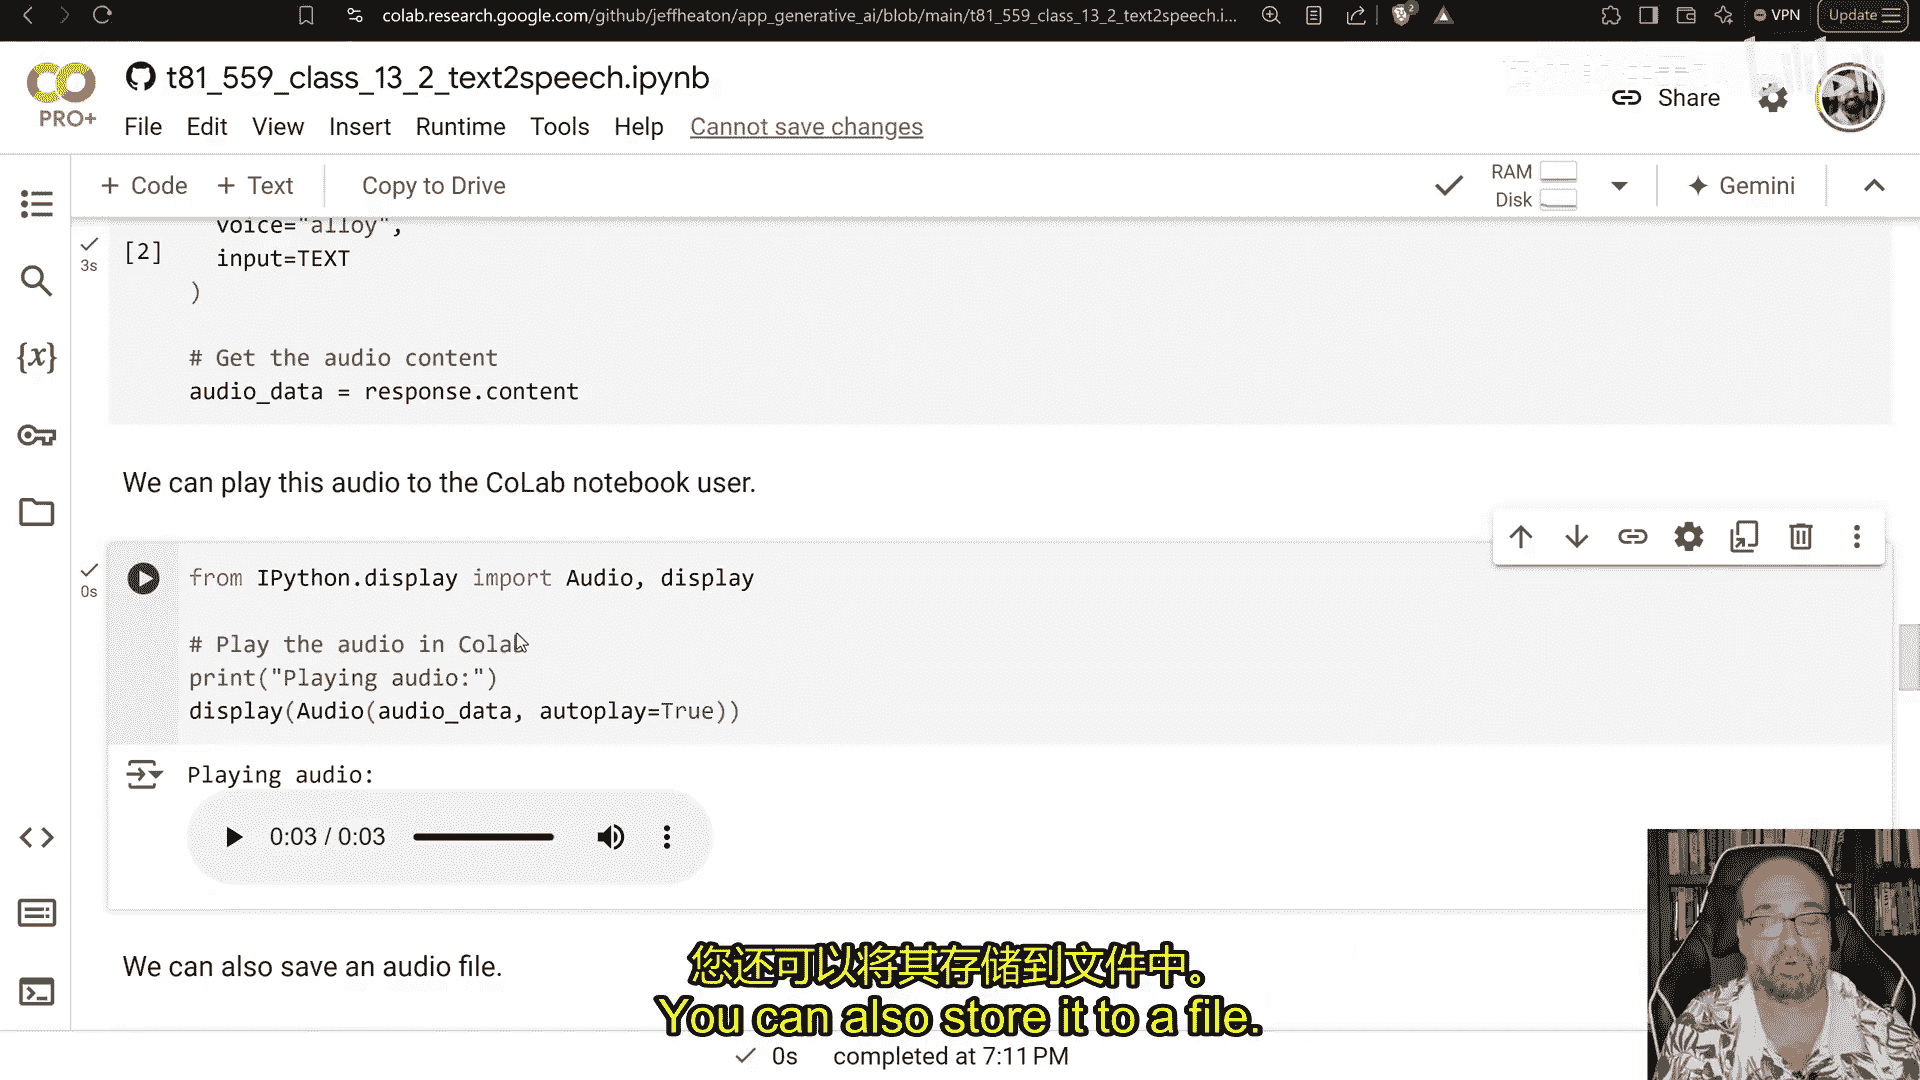 colab.research.google.com/github/jeffheaton/app_generative_ai/blob/main/t81_559_class_13_2_text2speech.i...
2
VPN
Update
t81_559_class_13_2_text2speech.ipynb
PRO+
File Edit View Insert Runtime Tools Help Cannot save changes
Share
+ Code + Text Copy to Drive
RAM
Disk
Gemini
voice="alloy",
[2]
3s
input=TEXT
)
# Get the audio content
audio_data = response.content
We can play this audio to the CoLab notebook user.
0s
from IPython.display import Audio, display
# Play the audio in Colab
print("Playing audio:")
display(Audio(audio_data, autoplay=True))
Playing audio:
0:03 / 0:03
We can also save an audio file.
您还可以将其存储到文件中。
You can also store it to a file.
0s completed at 7:11 PM